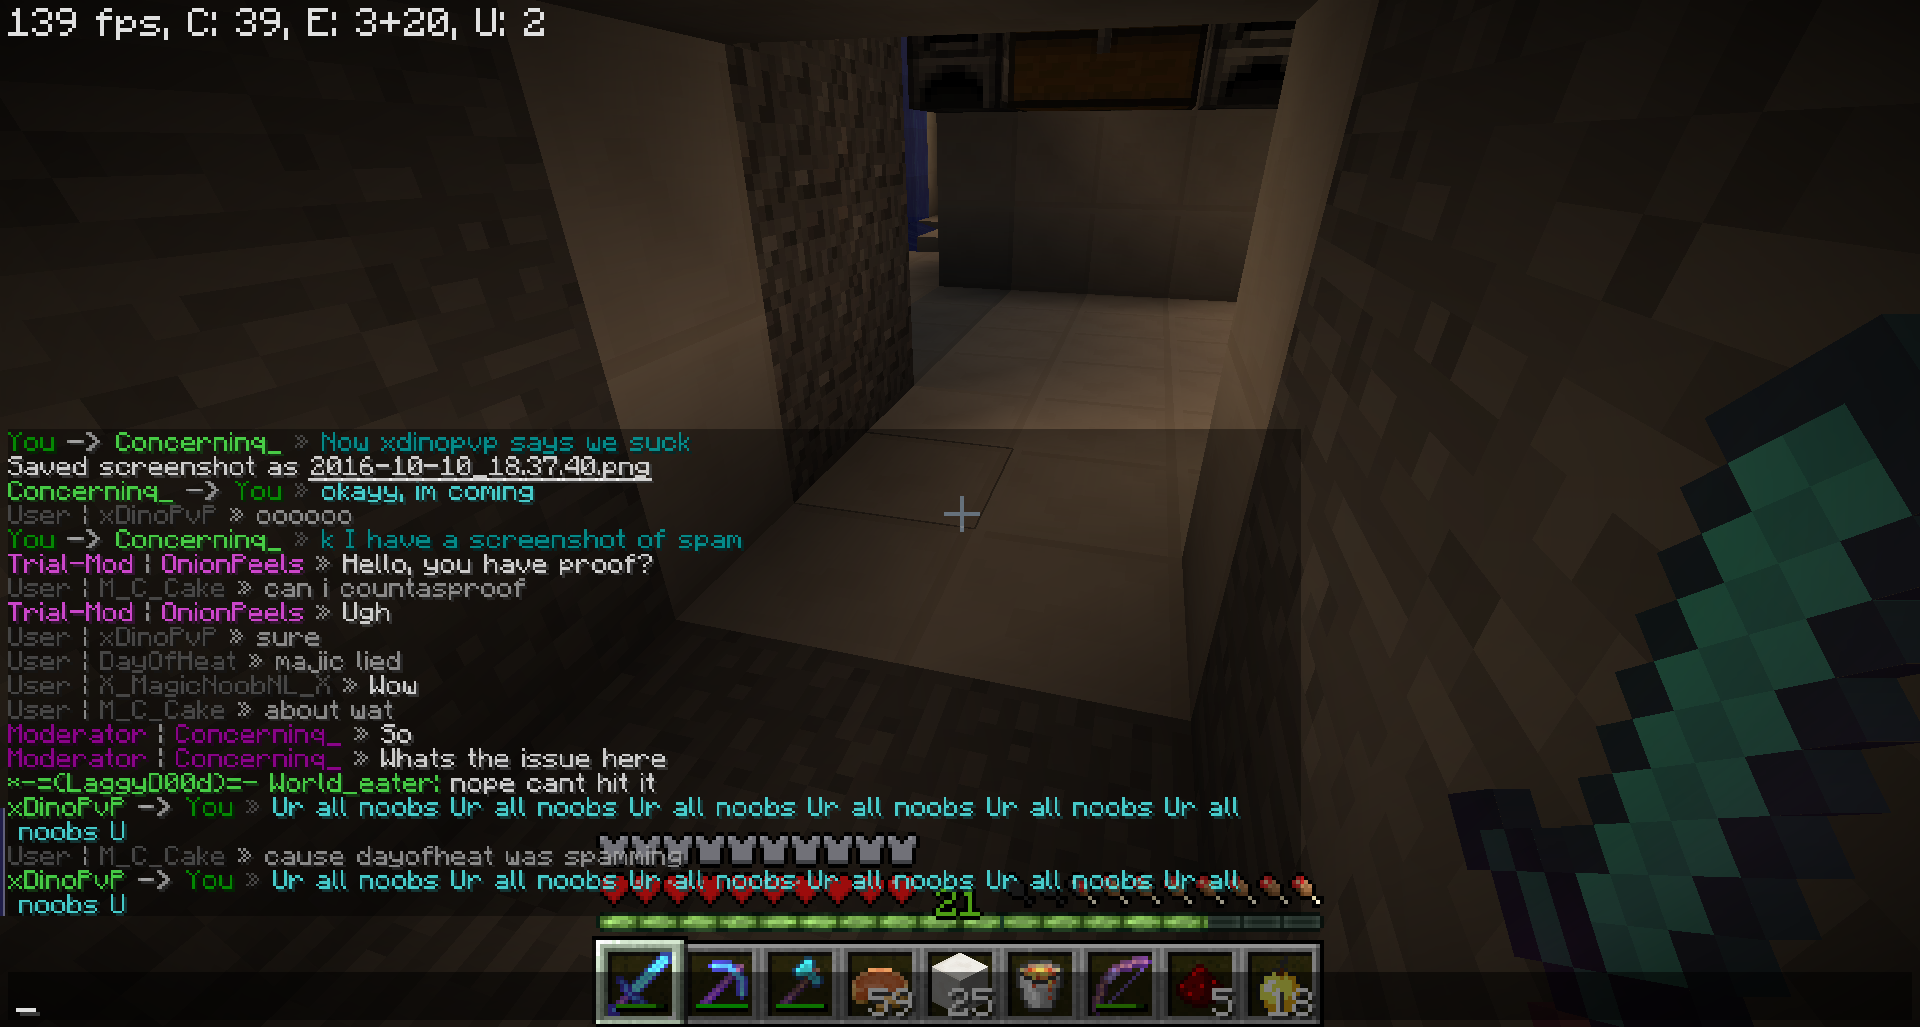 139 fps, C: 39, E: 3+20, U: 2
You -> Concerninq_ » Now xdinopvp says we suck
Saved screenshot as 2016-10-10_18.37.40.png
Concerninq_ -> You » okayy, im coming
User | xDinoPvP » oooooo
You -> Concerninq_ » k I have a screenshot of spam
Trial-Mod | OnionPeels » Hello, you have proof?
User | M_C_Cake » can i countasproof
Trial-Mod | OnionPeels » Ugh
User | xDinoPvP » sure
User | DayOfHeat » majic lied
User | X_MagicNoobNL_X » Wow
User | M_C_Cake » about wat
Moderator | Concerninq_ » So
Moderator | Concerninq_ » Whats the issue here
×-=(LaggyD00d)=- World_eater: nope cant hit it
xDinoPvP -> You » Ur all noobs Ur all noobs Ur all noobs Ur all noobs Ur all noobs Ur all
noobs U
User | M_C_Cake » cause dayofheat was spamming
xDinoPvP -> You » Ur all noobs Ur all noobs Ur all noobs Ur all noobs Ur all noobs Ur all
noobs U
21
59 25 5 18
_